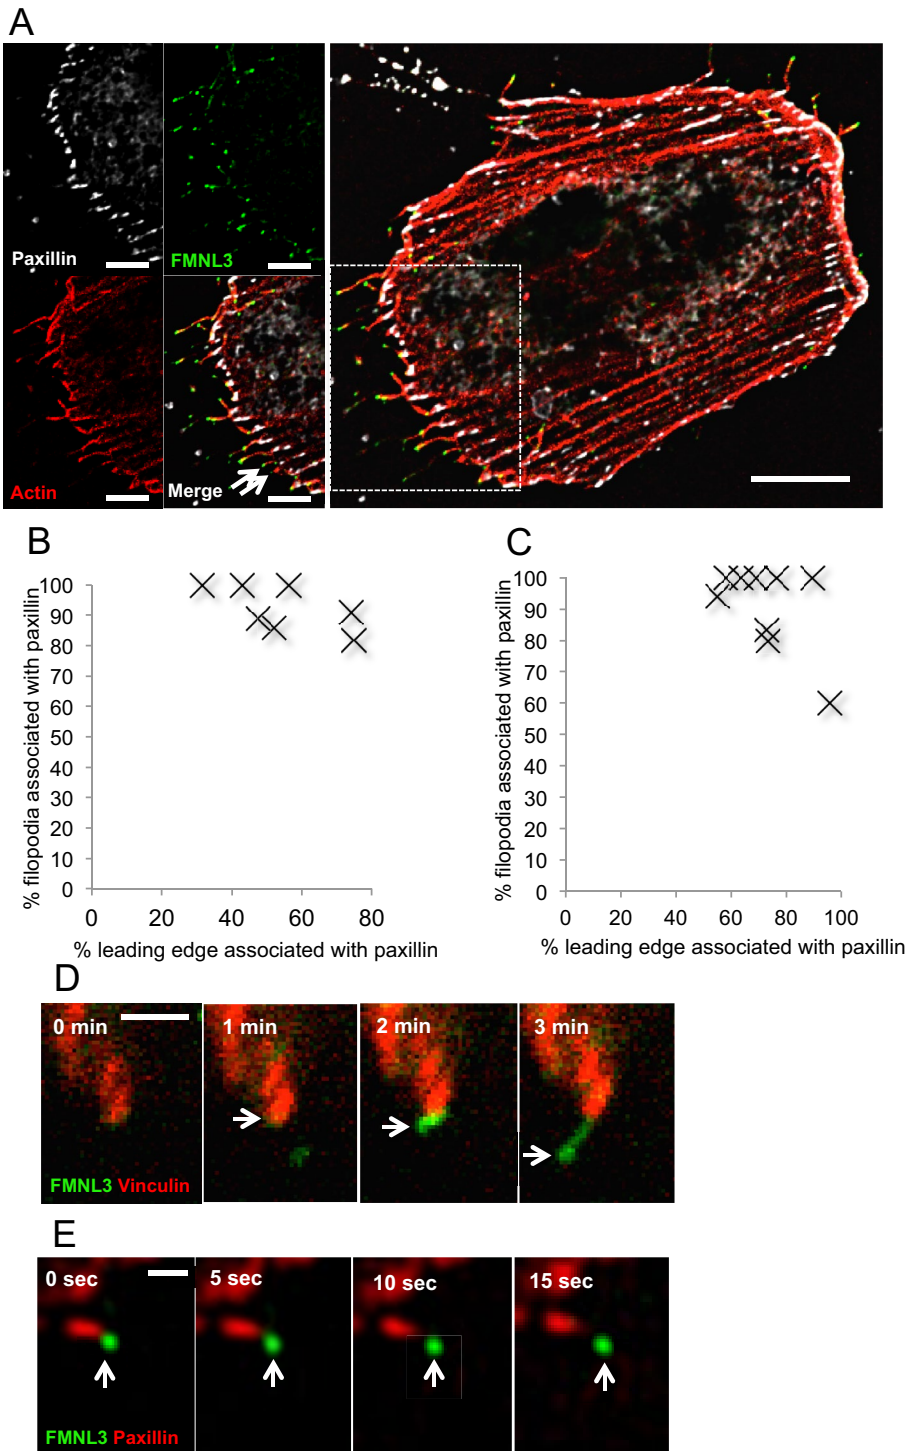 A
Paxillin
FMNL3
Actin
Merge
B
% filopodia associated with paxillin
100
90
80
70
60
50
40
30
20
10
0
0 20 40 60 80
% leading edge associated with paxillin
C
% filopodia associated with paxillin
100
90
80
70
60
50
40
30
20
10
0
0 20 40 60 80 100
% leading edge associated with paxillin
D
0 min
1 min
2 min
3 min
FMNL3 Vinculin
E
0 sec
5 sec
10 sec
15 sec
FMNL3 Paxillin